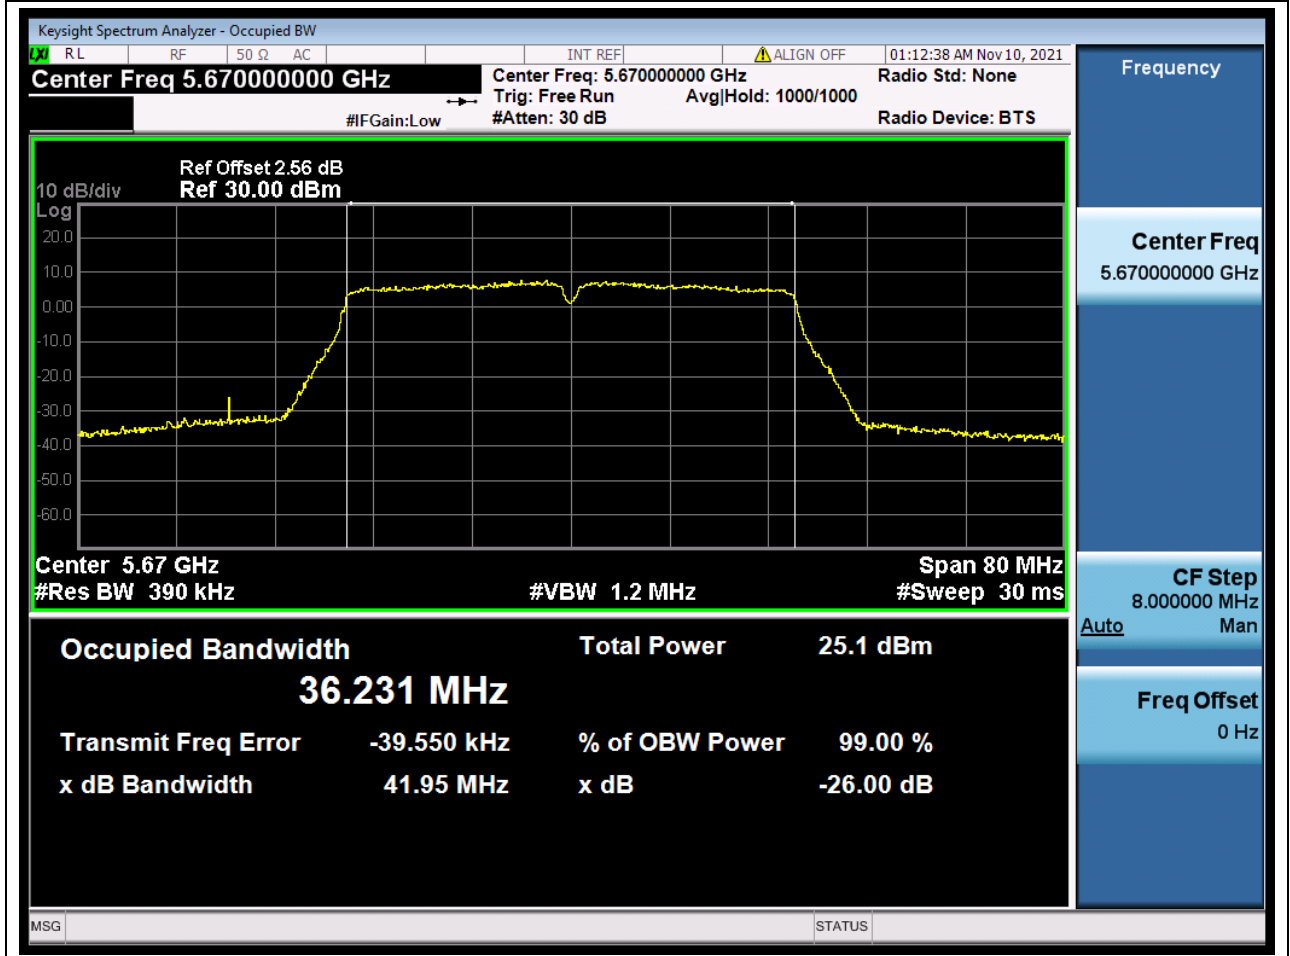 Keysight Spectrum Analyzer - Occupied BW
LXI RL RF 50 Ω AC INT REF ALIGN OFF 01:12:38 AM Nov 10, 2021
Center Freq 5.670000000 GHz
Center Freq: 5.670000000 GHz
Radio Std: None
Trig: Free Run Avg|Hold: 1000/1000
#IFGain:Low
#Atten: 30 dB
Radio Device: BTS
Ref Offset 2.56 dB
10 dB/div Ref 30.00 dBm
Log
20.0
10.0
0.00
-10.0
-20.0
-30.0
-40.0
-50.0
-60.0
Center 5.67 GHz Span 80 MHz
#Res BW 390 kHz #VBW 1.2 MHz #Sweep 30 ms
Occupied Bandwidth Total Power 25.1 dBm
36.231 MHz
Transmit Freq Error -39.550 kHz % of OBW Power 99.00 %
x dB Bandwidth 41.95 MHz x dB -26.00 dB
Frequency
Center Freq
5.670000000 GHz
CF Step
8.000000 MHz
Auto Man
Freq Offset
0 Hz
MSG STATUS